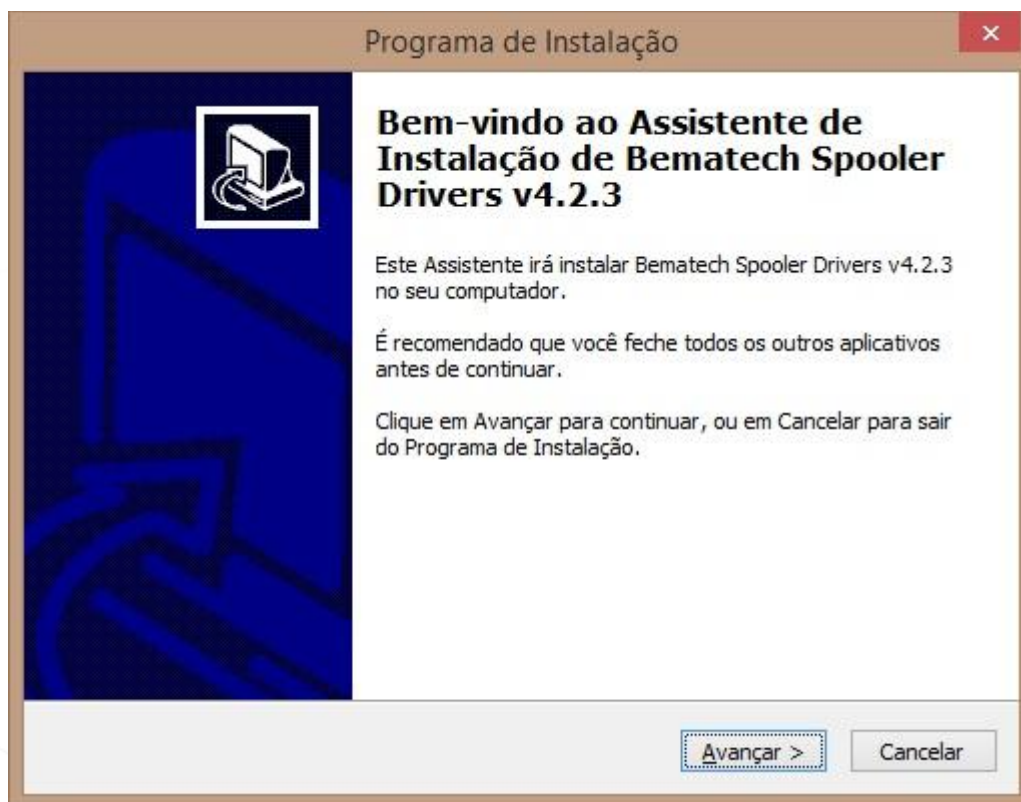 Programa de Instalação
Bem-vindo ao Assistente de
Instalação de Bematech Spooler
Drivers v4.2.3
Este Assistente irá instalar Bematech Spooler Drivers v4.2.3
no seu computador.
É recomendado que você feche todos os outros aplicativos
antes de continuar.
Clique em Avançar para continuar, ou em Cancelar para sair
do Programa de Instalação.
Avançar >
Cancelar